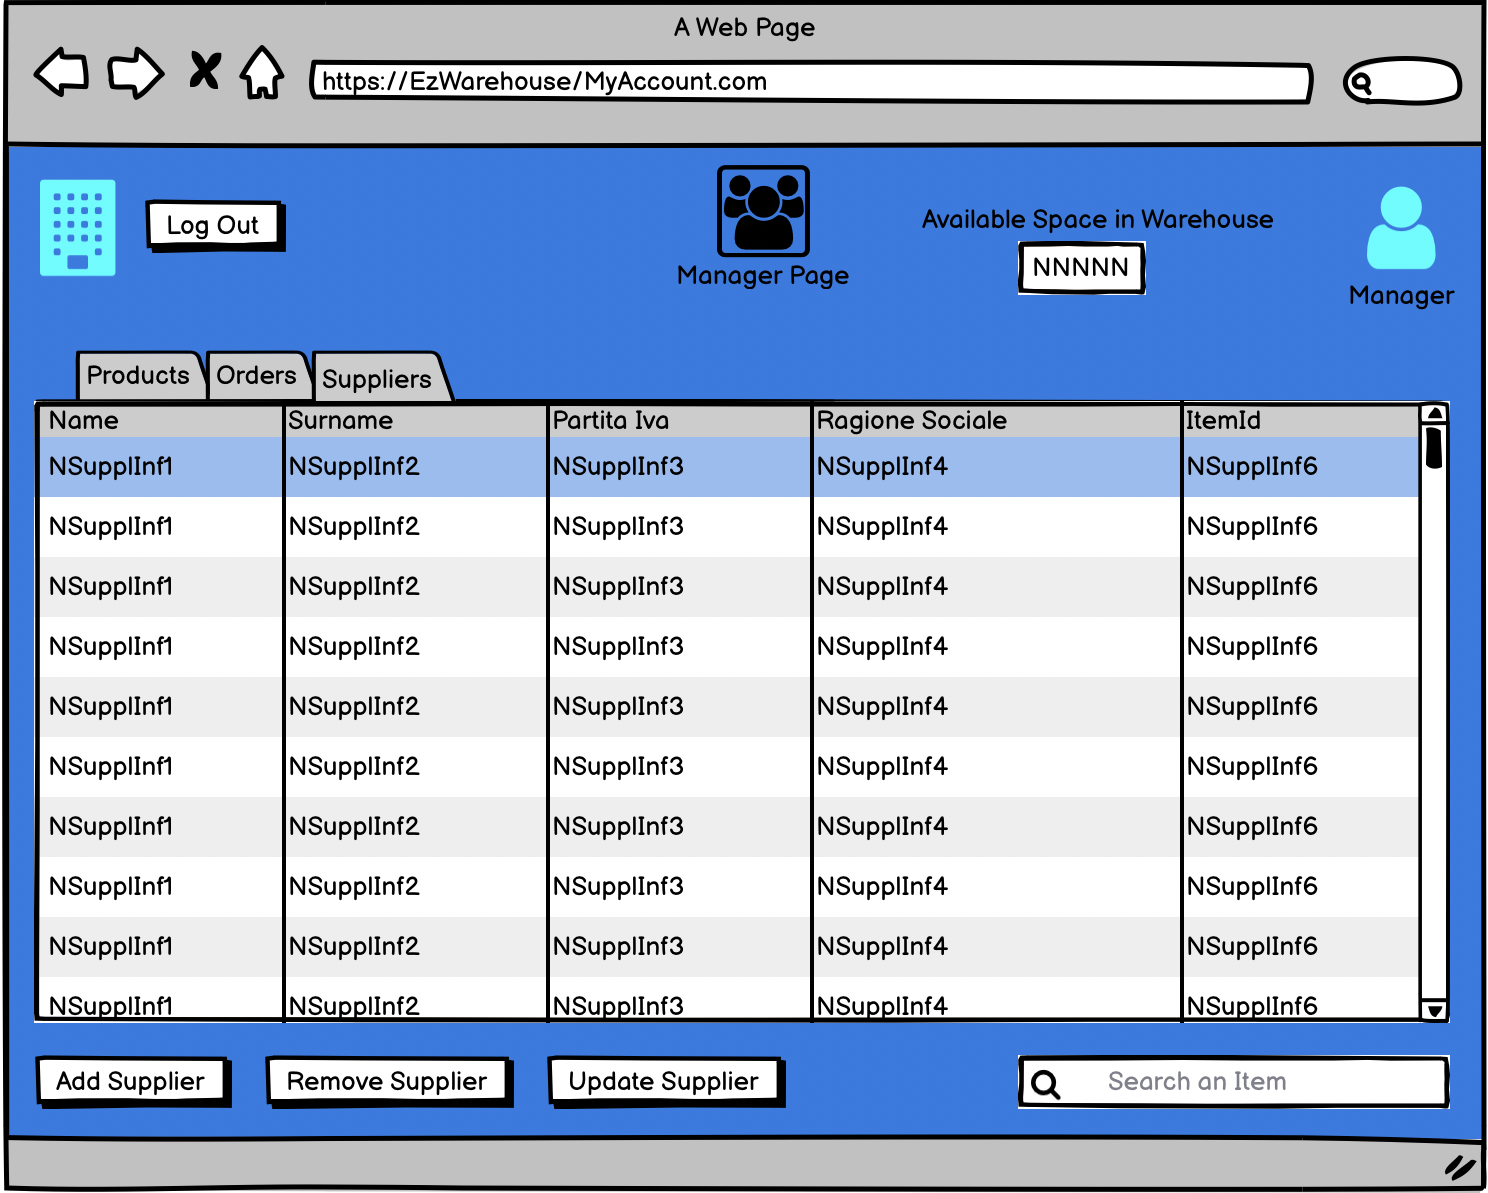 A Web Page
https://EzWarehouse/MyAccount.com
Log Out
Manager Page
Available Space in Warehouse
NNNNN
Manager
Products Orders Suppliers
Name Surname Partita Iva Ragione Sociale ItemId
NSupplInf1 NSupplInf2 NSupplInf3 NSupplInf4 NSupplInf6
NSupplInf1 NSupplInf2 NSupplInf3 NSupplInf4 NSupplInf6
NSupplInf1 NSupplInf2 NSupplInf3 NSupplInf4 NSupplInf6
NSupplInf1 NSupplInf2 NSupplInf3 NSupplInf4 NSupplInf6
NSupplInf1 NSupplInf2 NSupplInf3 NSupplInf4 NSupplInf6
NSupplInf1 NSupplInf2 NSupplInf3 NSupplInf4 NSupplInf6
NSupplInf1 NSupplInf2 NSupplInf3 NSupplInf4 NSupplInf6
NSupplInf1 NSupplInf2 NSupplInf3 NSupplInf4 NSupplInf6
NSupplInf1 NSupplInf2 NSupplInf3 NSupplInf4 NSupplInf6
NSupplInf1 NSupplInf2 NSupplInf3 NSupplInf4 NSupplInf6
Add Supplier Remove Supplier Update Supplier Search an Item